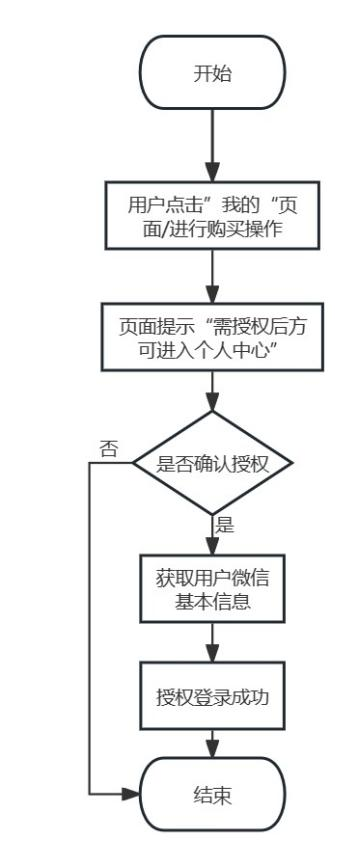 开始
用户点击”我的“页
面/进行购买操作
页面提示“需授权后方
可进入个人中心”
否
是否确认授权
是
获取用户微信
基本信息
授权登录成功
结束